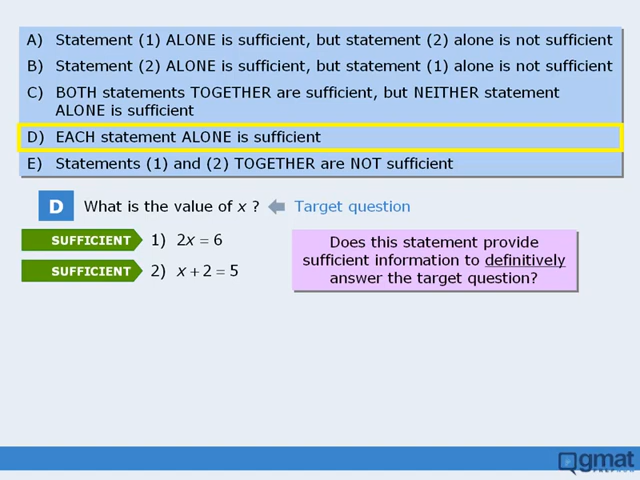 A) Statement (1) ALONE is sufficient, but statement (2) alone is not sufficient
B) Statement (2) ALONE is sufficient, but statement (1) alone is not sufficient
C) BOTH statements TOGETHER are sufficient, but NEITHER statement
ALONE is sufficient
D) EACH statement ALONE is sufficient
E) Statements (1) and (2) TOGETHER are NOT sufficient
D What is the value of x ? Target question
SUFFICIENT 1) 2x = 6
SUFFICIENT 2) x + 2 = 5
Does this statement provide
sufficient information to definitively
answer the target question?
gmat